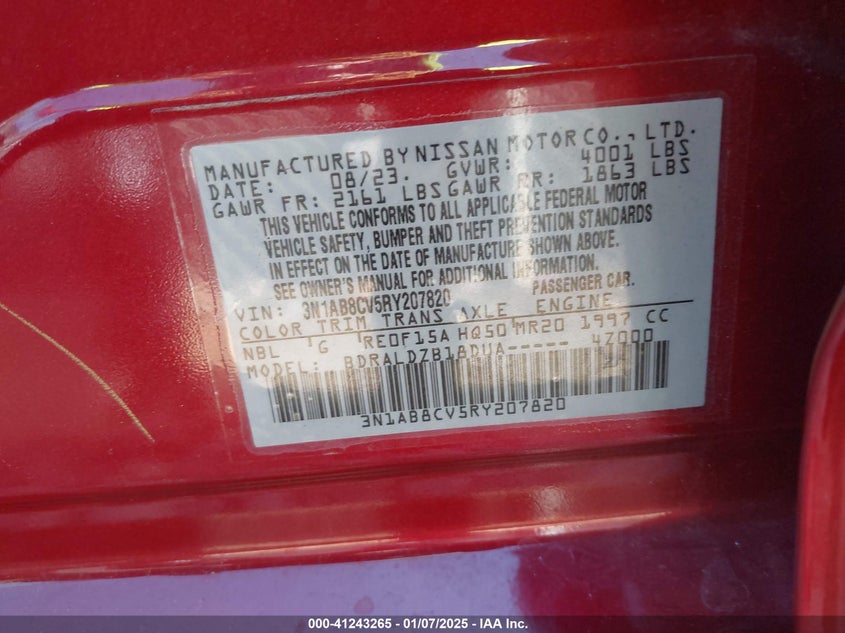 MANUFACTURED BY NISSAN MOTOR CO., LTD.
DATE: 08/23. GVWR: 4001 LBS
GAWR FR: 2161 LBS GAWR RR: 1863 LBS
THIS VEHICLE CONFORMS TO ALL APPLICABLE FEDERAL MOTOR
VEHICLE SAFETY, BUMPER AND THEFT PREVENTION STANDARDS
IN EFFECT ON THE DATE OF MANUFACTURE SHOWN ABOVE.
SEE OWNER'S MANUAL FOR ADDITIONAL INFORMATION.
VIN: 3N1AB8CV5RY207820 PASSENGER CAR.
COLOR TRIM TRANS AXLE ENGINE
NBL G RE0F15A HQ50 MR20 1997 CC
MODEL: BDRALDZB18DUA----- 4Z000
3N1AB8CV5RY207820
000-41243265 - 01/07/2025 - IAA Inc.